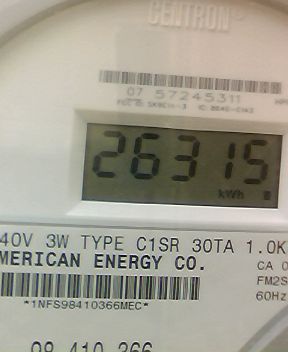 CENTRON®
07 57245311
26315
kWh
40V 3W TYPE C1SR 30TA 1.0K
MERICAN ENERGY CO.
CA 0
FM2S
60Hz
*1NFS98410366MEC*
98 410 366